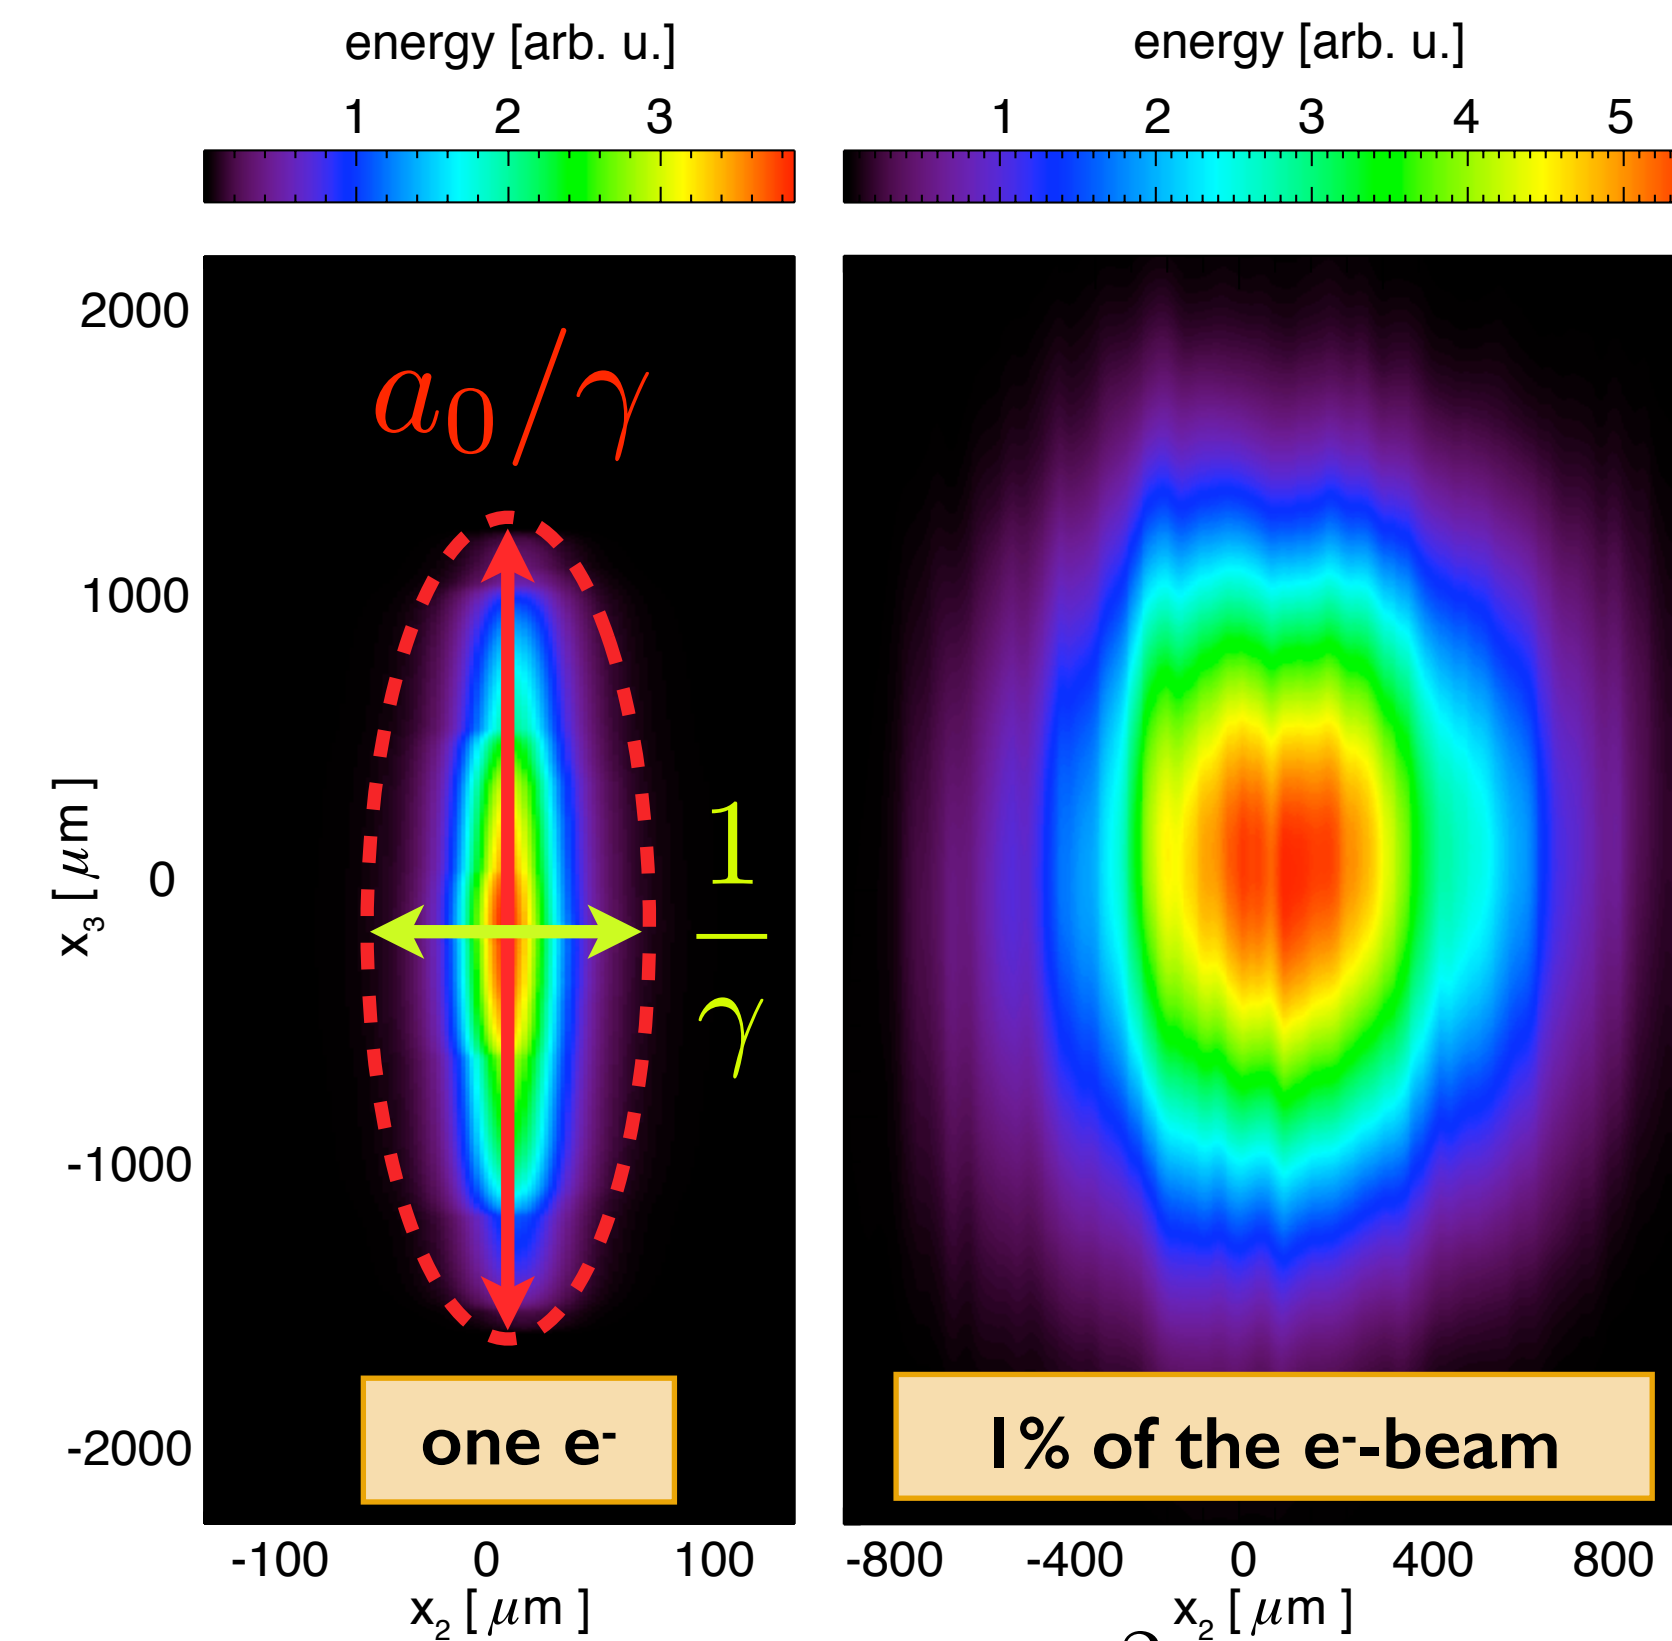 energy [arb. u.]
energy [arb. u.]
1 2 3
1 2 3 4 5
2000
1000
0
-1000
-2000
x₃ [ μm ]
a₀/γ
1/γ
one e⁻
1% of the e⁻-beam
-100 0 100
-800 -400 0 400 800
x₂ [ μm ]
x₂ [ μm ]